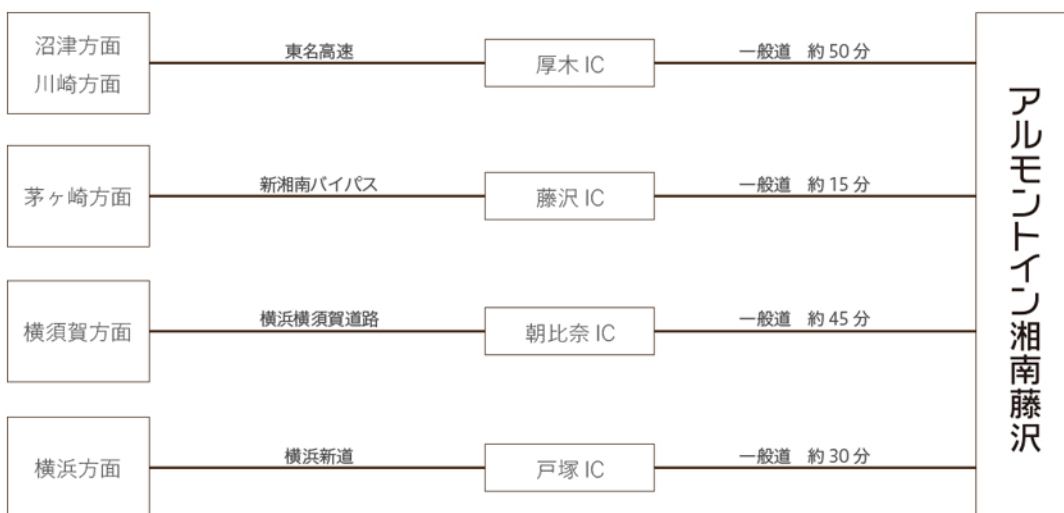 沼津方面
川崎方面
東名高速
厚木 IC
一般道 約 50 分
茅ヶ崎方面
新湘南バイパス
藤沢 IC
一般道 約 15 分
横須賀方面
横浜横須賀道路
朝比奈 IC
一般道 約 45 分
横浜方面
横浜新道
戸塚 IC
一般道 約 30 分
アルモントイン湘南藤沢